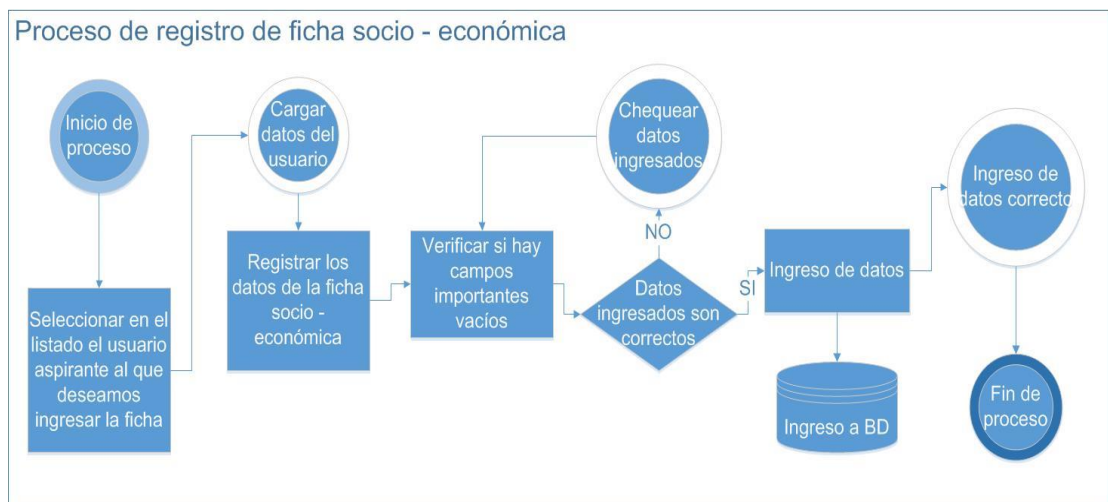 Proceso de registro de ficha socio - económica
Inicio de
proceso
Seleccionar en el
listado el usuario
aspirante al que
deseamos
ingresar la ficha
Cargar
datos del
usuario
Registrar los
datos de la ficha
socio -
económica
Verificar si hay
campos
importantes
vacíos
Chequear
datos
ingresados
NO
Datos
ingresados son
correctos
SI
Ingreso de datos
Ingreso a BD
Ingreso de
datos correcto
Fin de
proceso